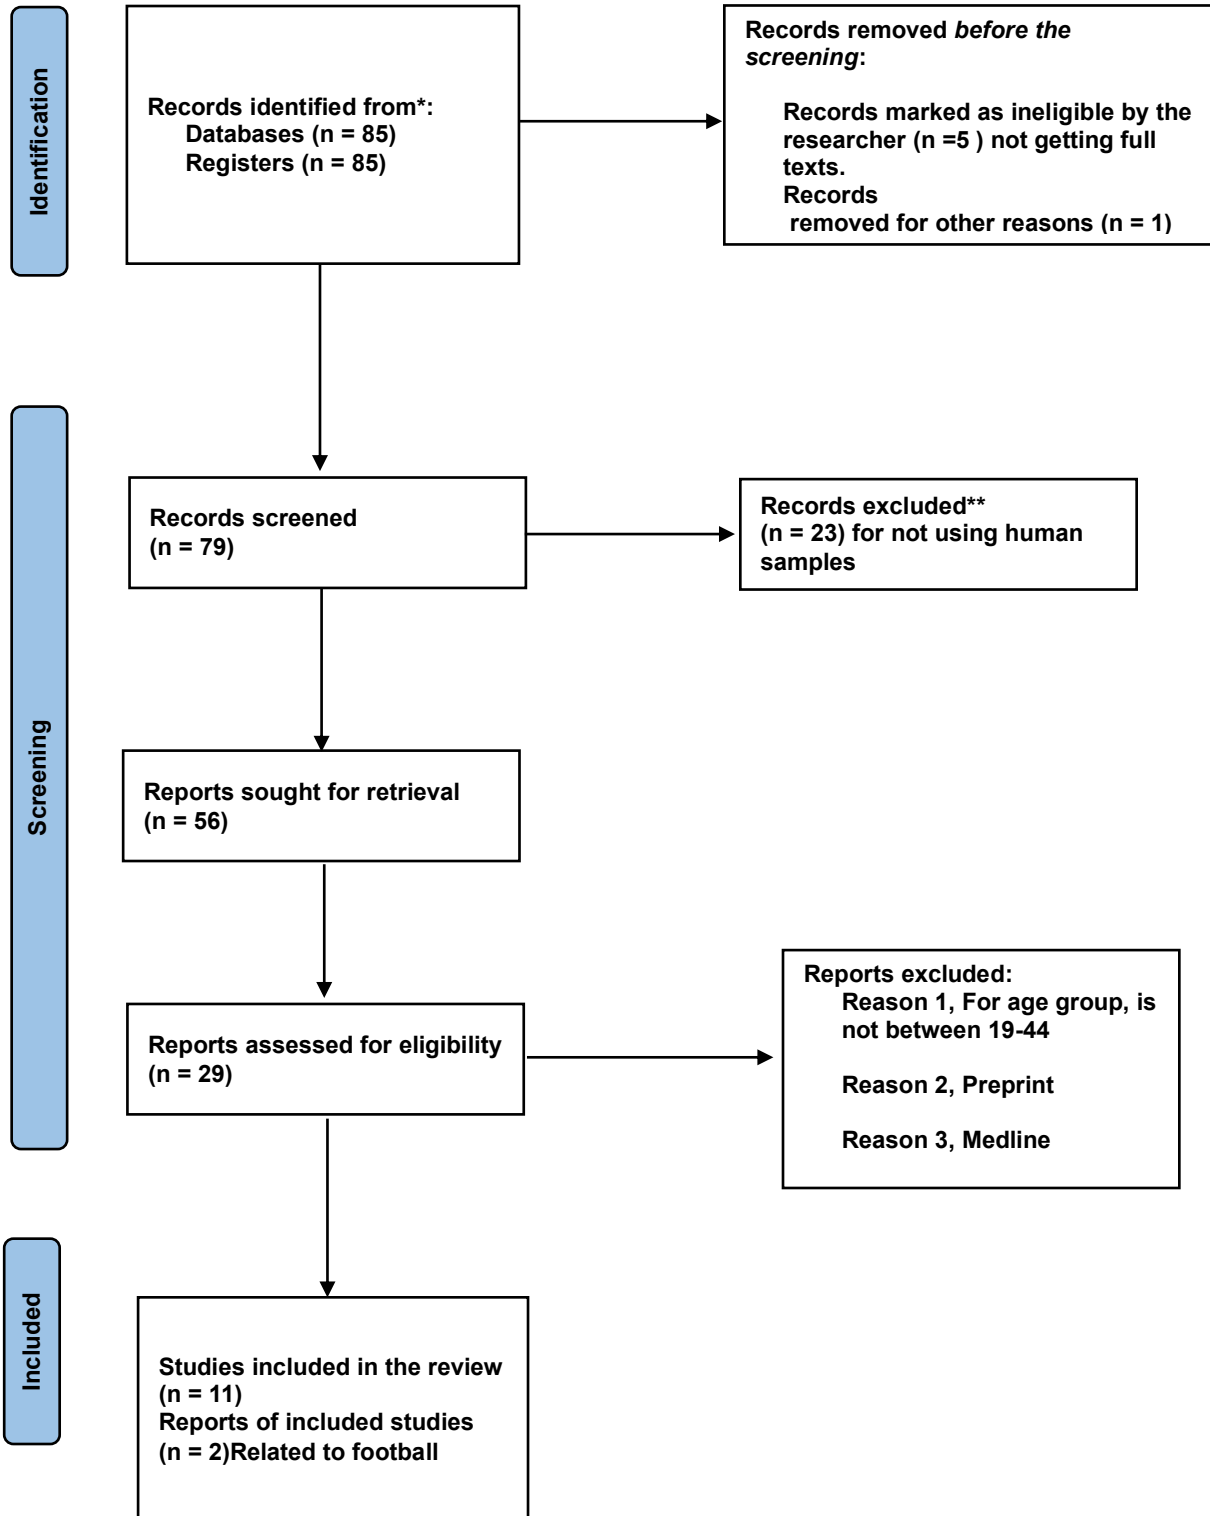 Identification
Records identified from*:
Databases (n = 85)
Registers (n = 85)
Records removed before the
screening:
Records marked as ineligible by the
researcher (n =5 ) not getting full
texts.
Records
removed for other reasons (n = 1)
Screening
Records screened
(n = 79)
Records excluded**
(n = 23) for not using human
samples
Reports sought for retrieval
(n = 56)
Reports assessed for eligibility
(n = 29)
Reports excluded:
Reason 1, For age group, is
not between 19-44
Reason 2, Preprint
Reason 3, Medline
Included
Studies included in the review
(n = 11)
Reports of included studies
(n = 2)Related to football